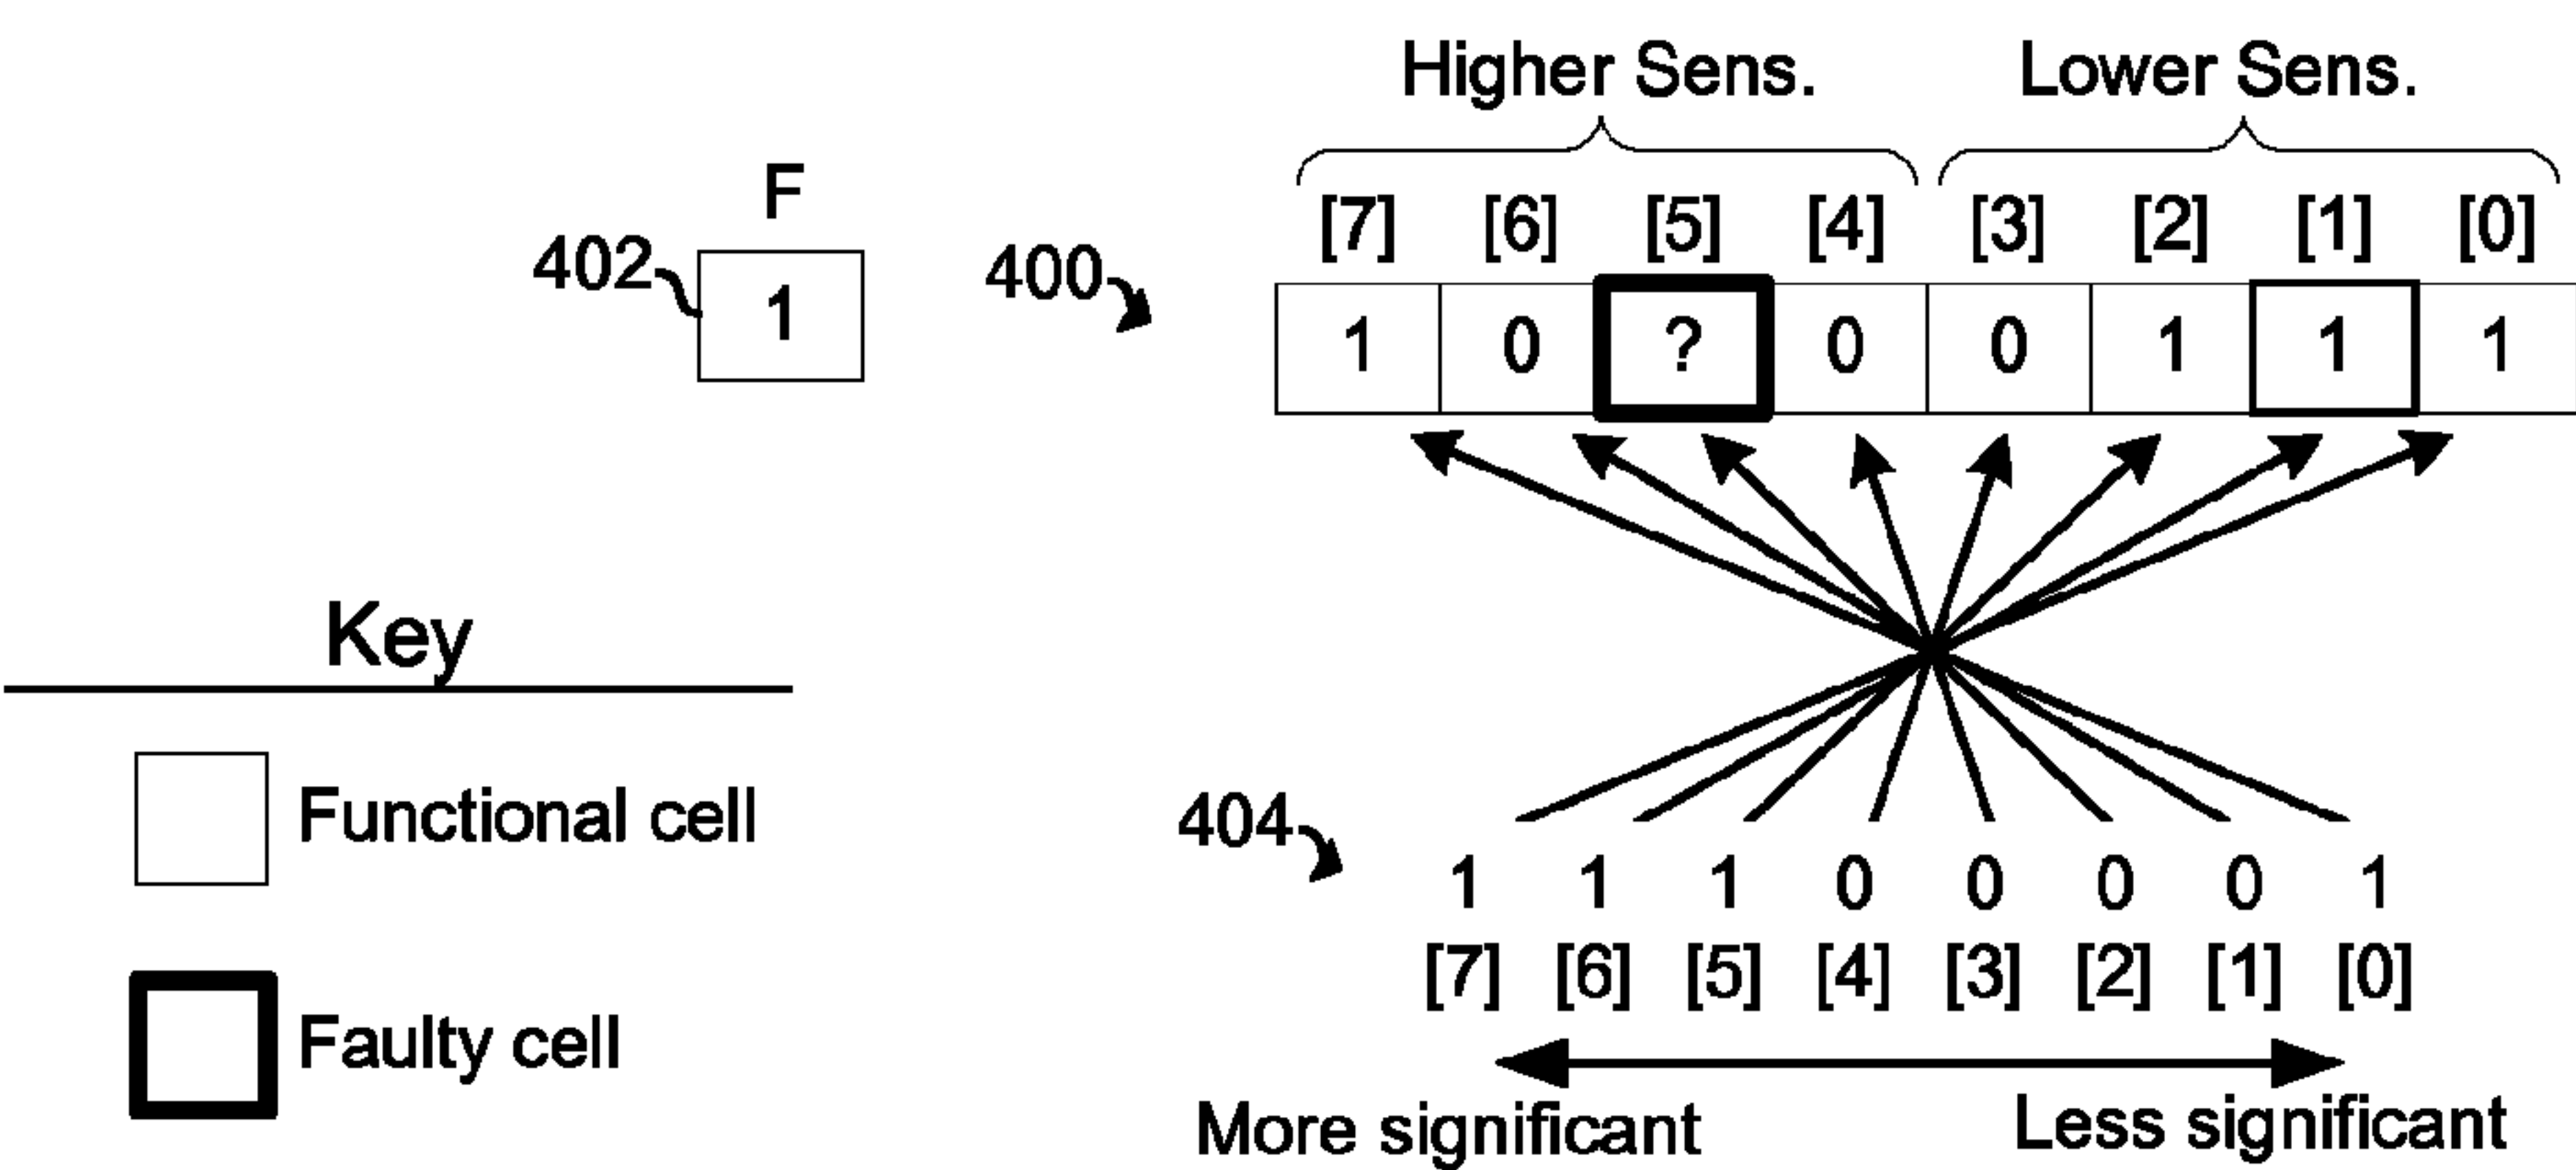 Higher Sens. Lower Sens.
F
402
1
400
[7] [6] [5] [4] [3] [2] [1] [0]
1 0 ? 0 0 1 1 1
Key
Functional cell
Faulty cell
404
1 1 1 0 0 0 0 1
[7] [6] [5] [4] [3] [2] [1] [0]
More significant Less significant